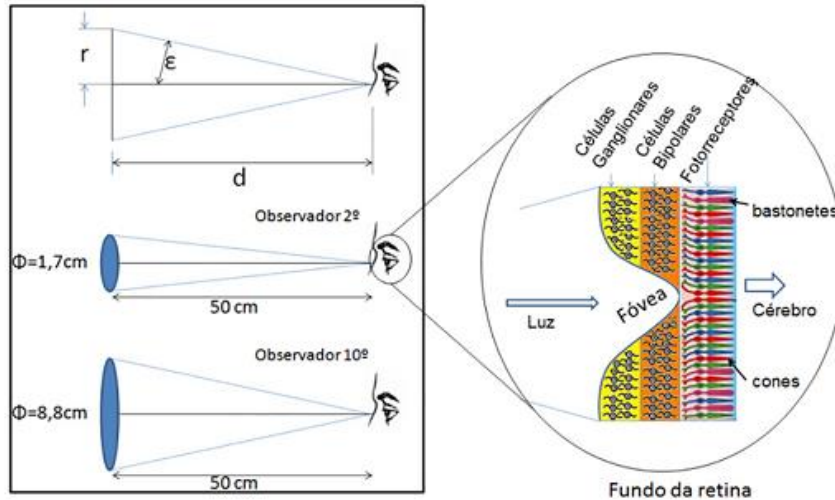 r
ε
d
Observador 2º
Φ=1,7cm
50 cm
Observador 10º
Φ=8,8cm
50 cm
Células
Ganglionares
Células
Bipolares
Fotorreceptores
bastonetes
Luz
Fóvea
Cérebro
cones
Fundo da retina